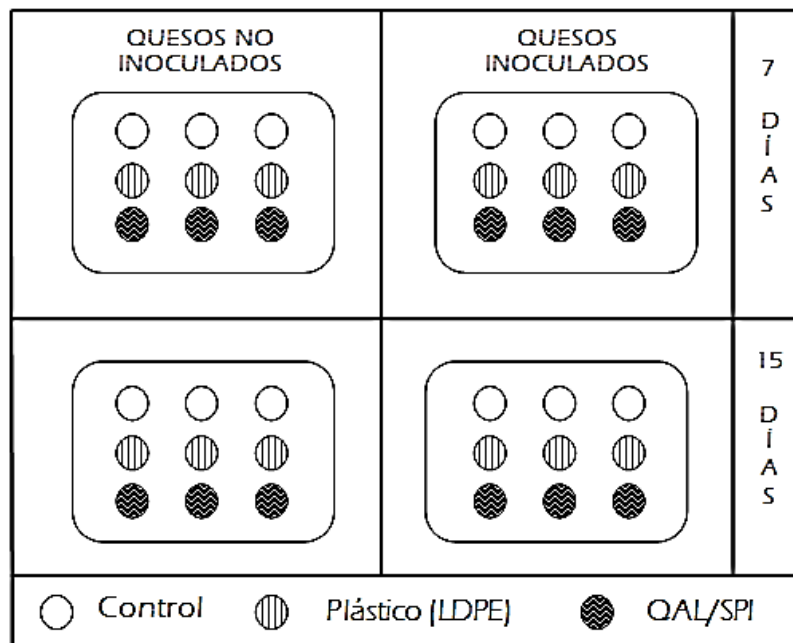 QUESOS NO
INOCULADOS
QUESOS
INOCULADOS
7
D
Í
A
S
15
D
Í
A
S
Control
Plástico (LDPE)
QAL/SPI